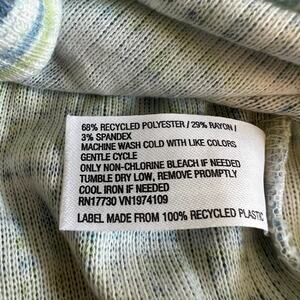 68% RECYCLED POLYESTER / 29% RAYON /
3% SPANDEX
MACHINE WASH COLD WITH LIKE COLORS
GENTLE CYCLE
ONLY NON-CHLORINE BLEACH IF NEEDED
TUMBLE DRY LOW, REMOVE PROMPTLY
COOL IRON IF NEEDED
RN17730 VN1974109
LABEL MADE FROM 100% RECYCLED PLASTIC